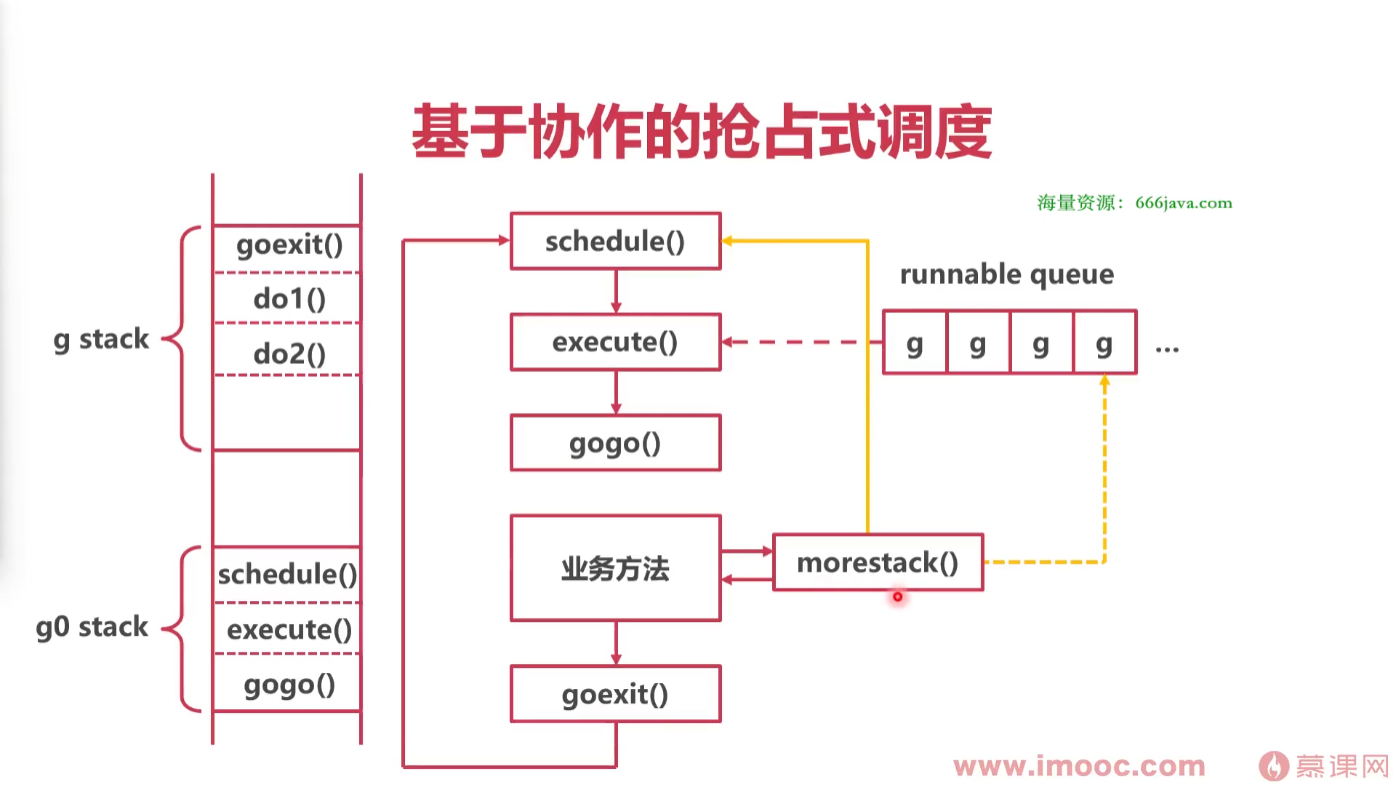 基于协作的抢占式调度
海量资源：666java.com
g stack
goexit()
do1()
do2()
g0 stack
schedule()
execute()
gogo()
schedule()
execute()
gogo()
业务方法
goexit()
morestack()
runnable queue
g g g g ...
www.imooc.com
慕课网